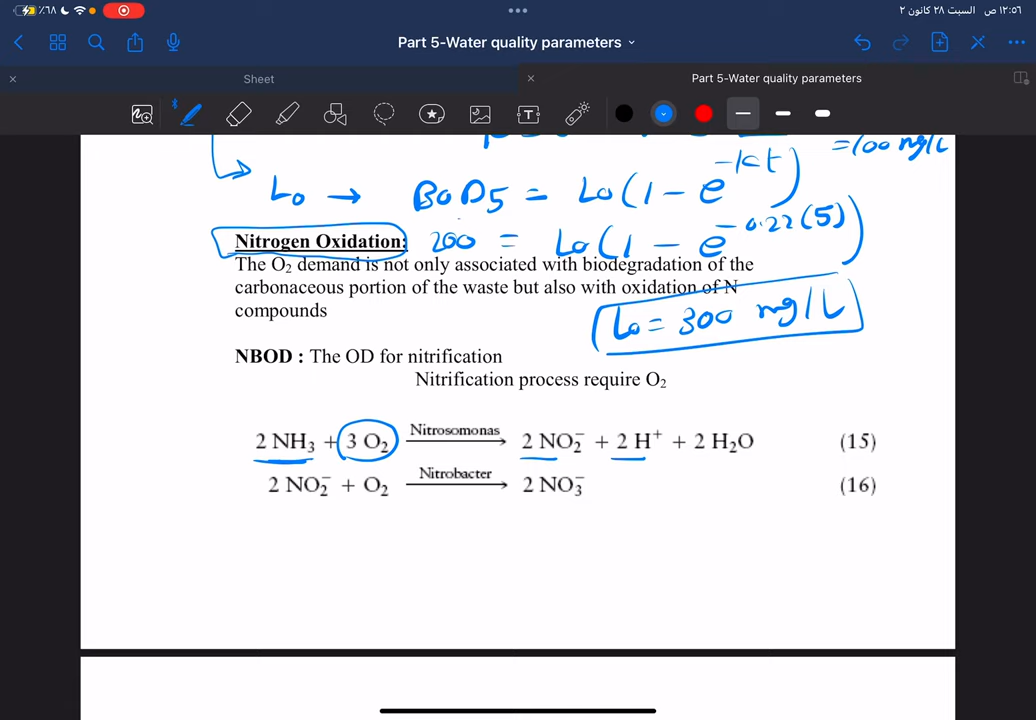 ١٢:٥٦ ص السبت ٢٨ كانون ٢
٪٦٨
Part 5-Water quality parameters
Sheet
Part 5-Water quality parameters
=100 mg/L
L₀ → BOD5 = L₀(1 − e^-kt)
Nitrogen Oxidation: 200 = L₀(1 − e^-0.22(5))
The O₂ demand is not only associated with biodegradation of the
carbonaceous portion of the waste but also with oxidation of N
compounds
L₀ = 300 mg/L
NBOD : The OD for nitrification
Nitrification process require O₂
2 NH₃ + 3 O₂ Nitrosomonas → 2 NO₂⁻ + 2 H⁺ + 2 H₂O (15)
2 NO₂⁻ + O₂ Nitrobacter → 2 NO₃⁻ (16)